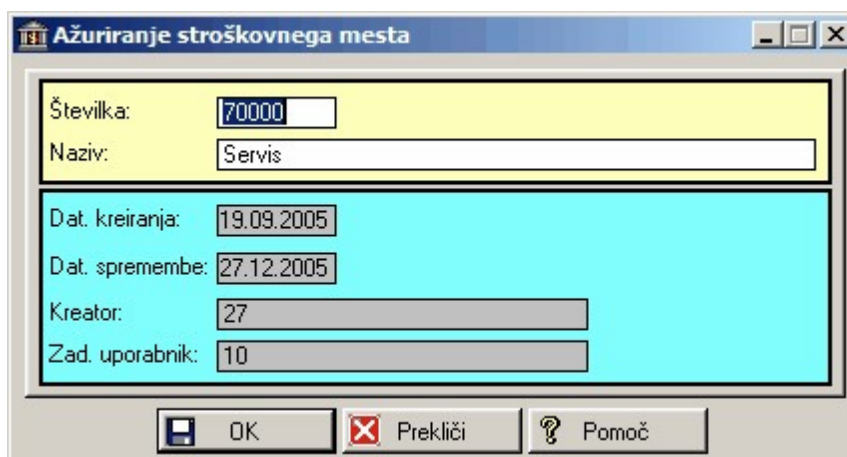 Ažuriranje stroškovnega mesta
Številka: 70000
Naziv: Servis
Dat. kreiranja: 19.09.2005
Dat. spremembe: 27.12.2005
Kreator: 27
Zad. uporabnik: 10
OK Prekliči Pomoč